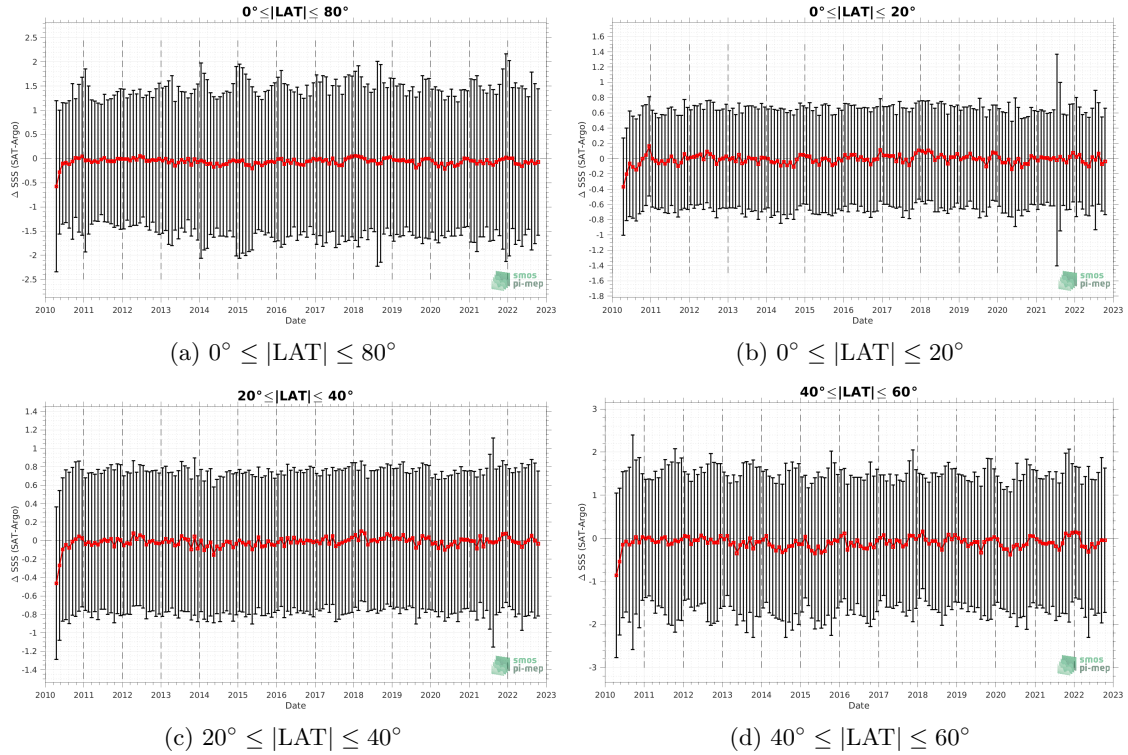 0°≤|LAT|≤ 80°
Δ SSS (SAT-Argo)
2.5
2
1.5
1
0.5
0
-0.5
-1
-1.5
-2
-2.5
2010 2011 2012 2013 2014 2015 2016 2017 2018 2019 2020 2021 2022 2023
Date
smos
pi-mep
(a) 0° ≤ |LAT| ≤ 80°
0°≤|LAT|≤ 20°
Δ SSS (SAT-Argo)
1.6
1.4
1.2
1
0.8
0.6
0.4
0.2
0
-0.2
-0.4
-0.6
-0.8
-1
-1.2
-1.4
-1.6
-1.8
2010 2011 2012 2013 2014 2015 2016 2017 2018 2019 2020 2021 2022 2023
Date
smos
pi-mep
(b) 0° ≤ |LAT| ≤ 20°
20°≤|LAT|≤ 40°
Δ SSS (SAT-Argo)
1.4
1.2
1
0.8
0.6
0.4
0.2
0
-0.2
-0.4
-0.6
-0.8
-1
-1.2
-1.4
2010 2011 2012 2013 2014 2015 2016 2017 2018 2019 2020 2021 2022 2023
Date
smos
pi-mep
(c) 20° ≤ |LAT| ≤ 40°
40°≤|LAT|≤ 60°
Δ SSS (SAT-Argo)
3
2
1
0
-1
-2
-3
2010 2011 2012 2013 2014 2015 2016 2017 2018 2019 2020 2021 2022 2023
Date
smos
pi-mep
(d) 40° ≤ |LAT| ≤ 60°